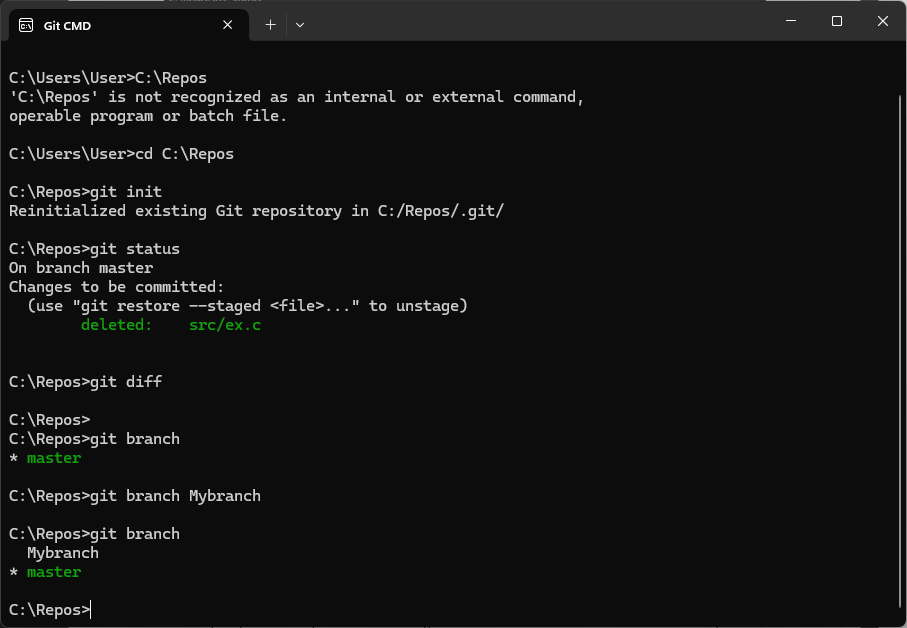 Git CMD
C:\Users\User>C:\Repos
'C:\Repos' is not recognized as an internal or external command,
operable program or batch file.
C:\Users\User>cd C:\Repos
C:\Repos>git init
Reinitialized existing Git repository in C:/Repos/.git/
C:\Repos>git status
On branch master
Changes to be committed:
  (use "git restore --staged <file>..." to unstage)
        deleted:    src/ex.c
C:\Repos>git diff
C:\Repos>
C:\Repos>git branch
* master
C:\Repos>git branch Mybranch
C:\Repos>git branch
  Mybranch
* master
C:\Repos>